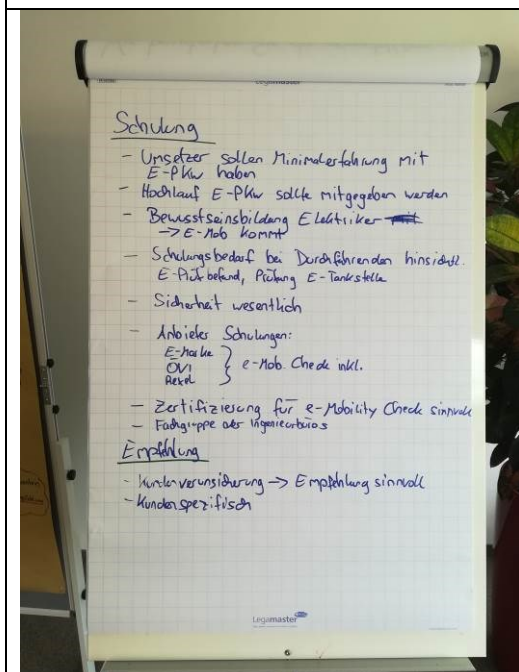 Legamaster
Schulung
- Umsetzer sollen Minimalerfahrung mit
E-PKW haben
- Hochlauf E-PKW sollte mitgegeben werden
- Bewusstseinsbildung Elektriker
-> E-Mob kommt
- Schulungsbedarf bei Durchführenden hinsichtl.
E-Prüfbefund, Prüfung E-Tankstelle
- Sicherheit wesentlich
- Anbieter Schulungen:
E-Marke
ÖVI } e-Mob. Check inkl.
Rexel
- Zertifizierung für e-Mobility Check sinnvoll
- Fachgruppe der Ingenieurbüros
Empfehlung
- Kundenverunsicherung -> Empfehlung sinnvoll
- Kundenspezifisch
Legamaster